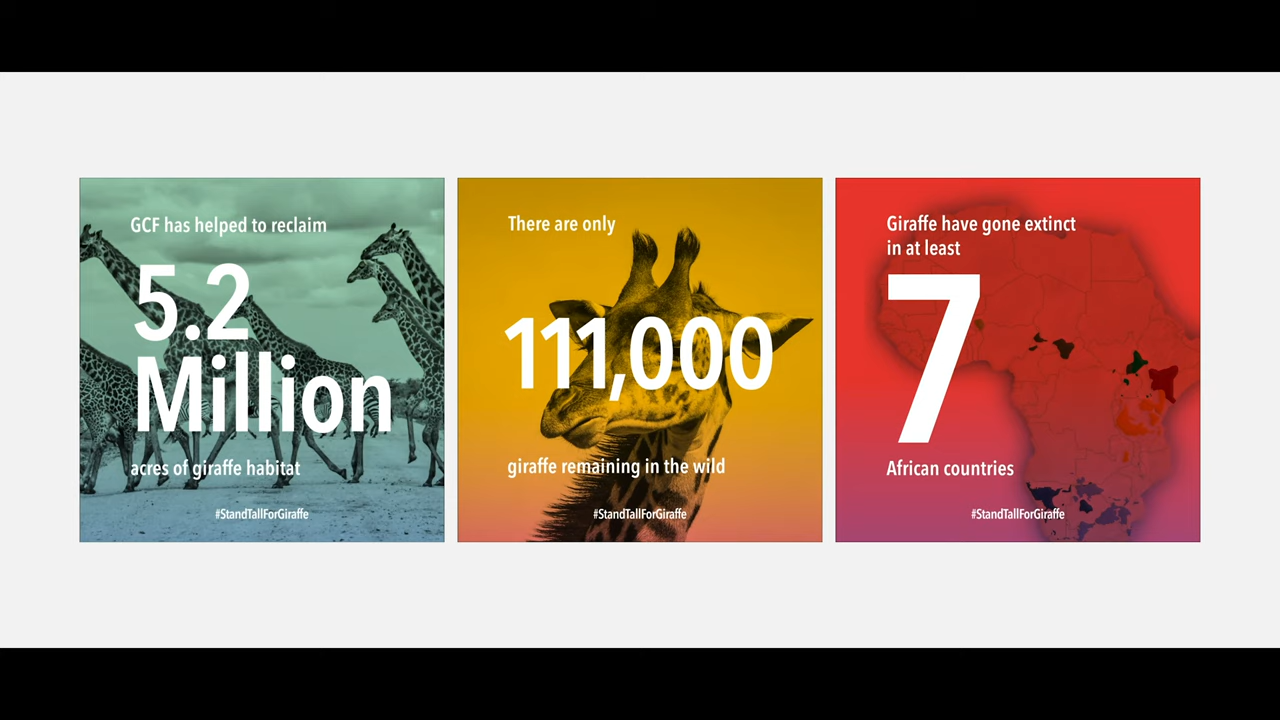 GCF has helped to reclaim
5.2
Million
acres of giraffe habitat
#StandTallForGiraffe
There are only
111,000
giraffe remaining in the wild
#StandTallForGiraffe
Giraffe have gone extinct
in at least
7
African countries
#StandTallForGiraffe